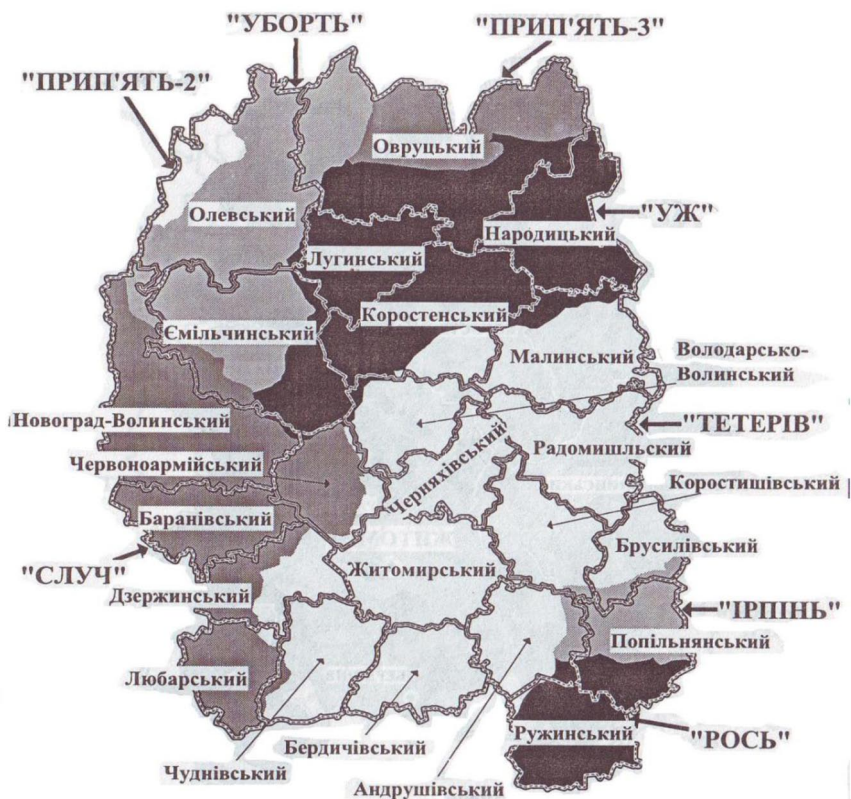 "УБОРТЬ"
"ПРИП'ЯТЬ-3"
"ПРИП'ЯТЬ-2"
Овруцький
Олевський
"УЖ"
Народицький
Лугинський
Коростенський
Ємільчинський
Малинський
Володарсько-
Волинський
Новоград-Волинський
"ТЕТЕРІВ"
Червоноармійський
Черняхівський
Радомишльский
Коростишівський
Баранівський
Брусилівський
"СЛУЧ"
Житомирський
Дзержинський
"ІРПІНЬ"
Попільнянський
Любарський
Ружинський
"РОСЬ"
Бердичівський
Чуднівський
Андрушівський